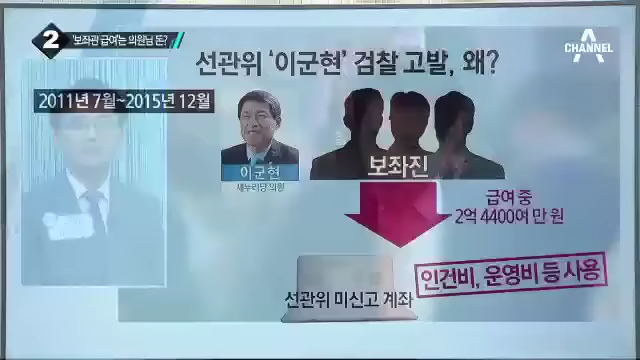 2 '보좌관 급여'는 의원님 돈?
CHANNEL A
선관위 '이군현' 검찰 고발, 왜?
2011년 7월~2015년 12월
이군현
새누리당 의원
보좌진
급여 중
2억 4400여 만 원
인건비, 운영비 등 사용
선관위 미신고 계좌